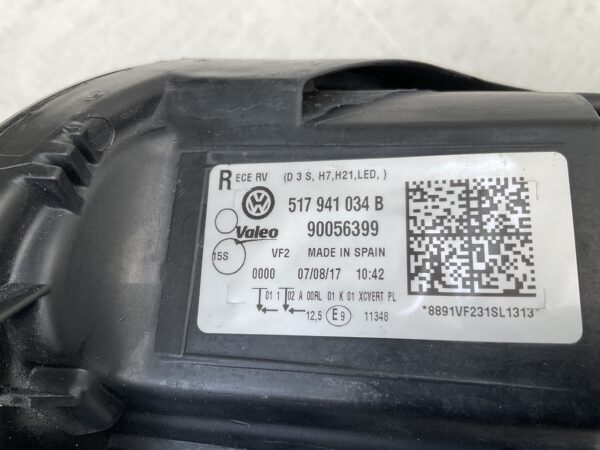 R ECE RV (D 3 S, H7,H21,LED, )
517 941 034 B
Valeo 90056399
15S VF2 MADE IN SPAIN
0000 07/08/17 10:42
01 1 02 A 00RL 01 K 01 XCVERT PL
12,5 E9 11348
*8891VF231SL1313*